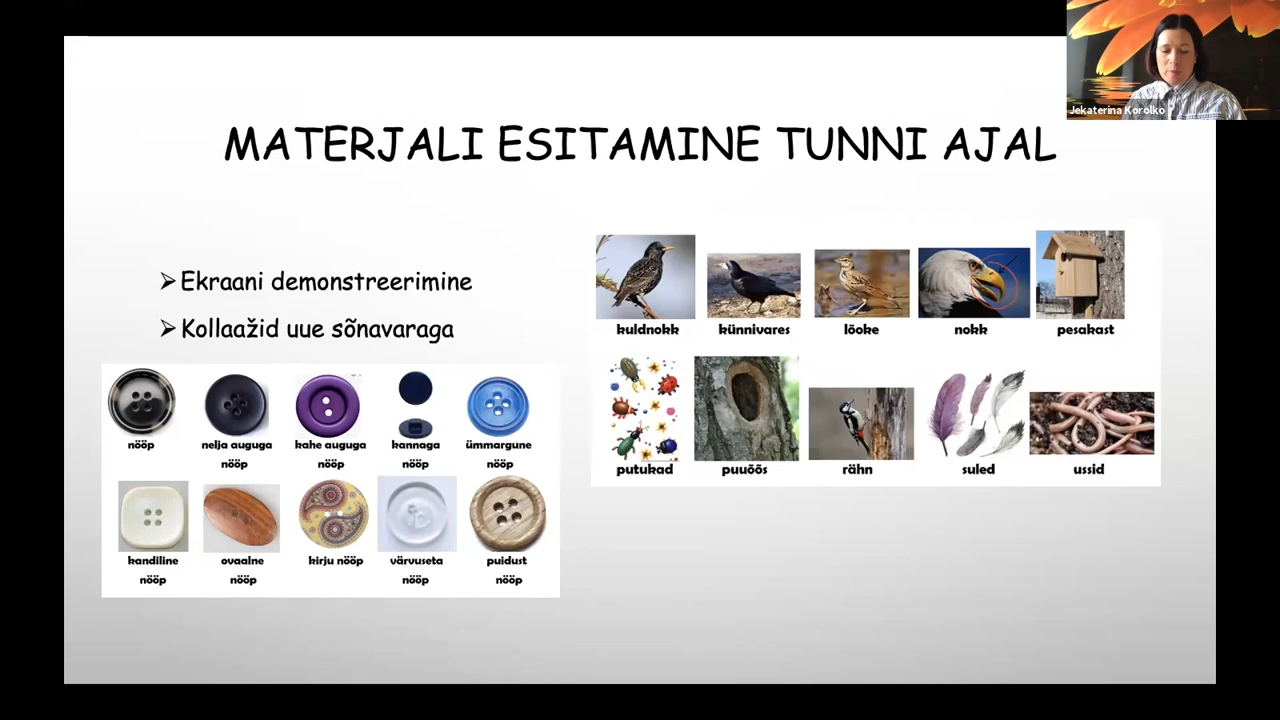 Jekaterina Korolko
MATERJALI ESITAMINE TUNNI AJAL
Ekraani demonstreerimine
Kollaažid uue sõnavaraga
nööp
nelja auguga
nööp
kahe auguga
nööp
kannaga
nööp
ümmargune
nööp
kandiline
nööp
ovaalne
nööp
kirju nööp
värvuseta
nööp
puidust
nööp
kuldnokk
künnivares
lõoke
nokk
pesakast
putukad
puuõõs
rähn
suled
ussid